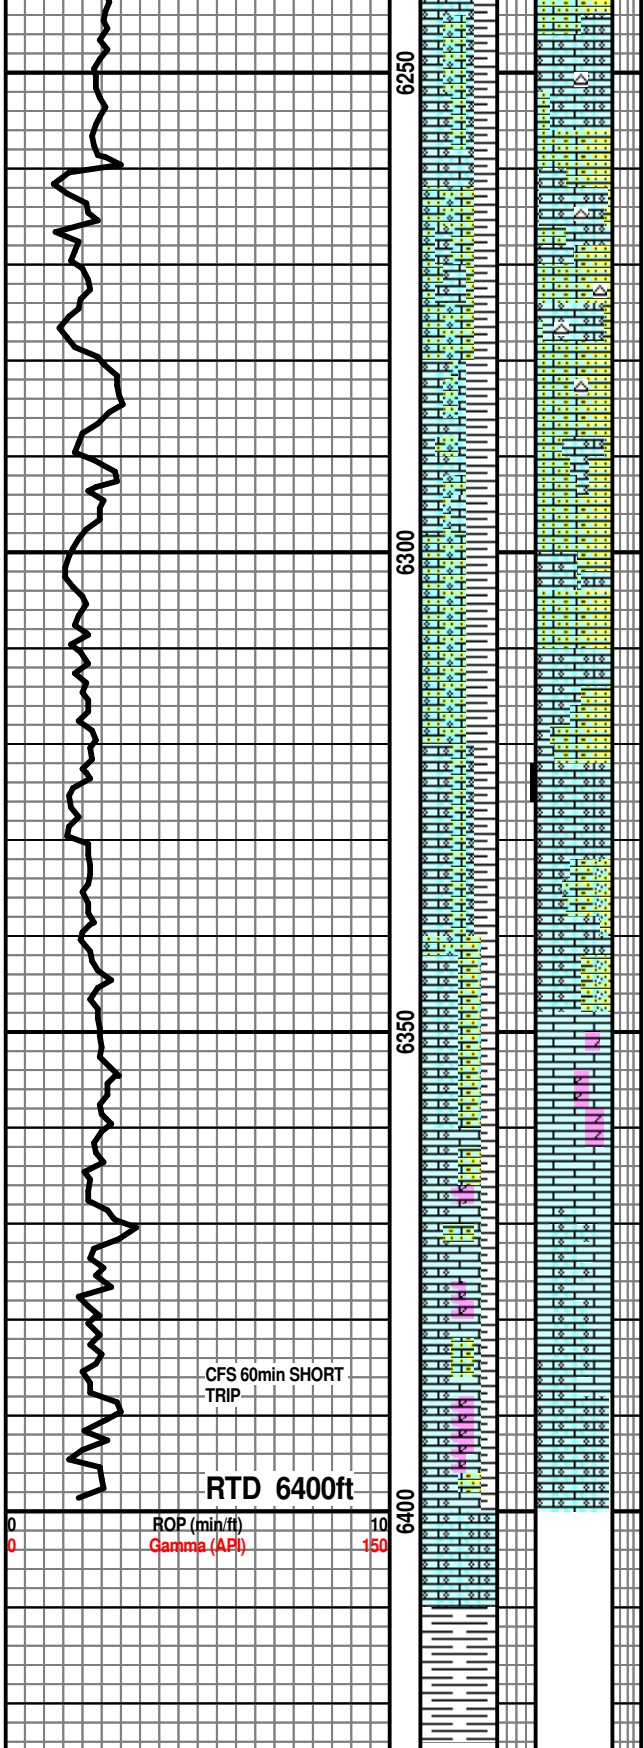 6250
6300
6350
CFS 60min SHORT
TRIP
RTD 6400ft
6400
0 ROP (min/ft) 10
0 Gamma (API) 150